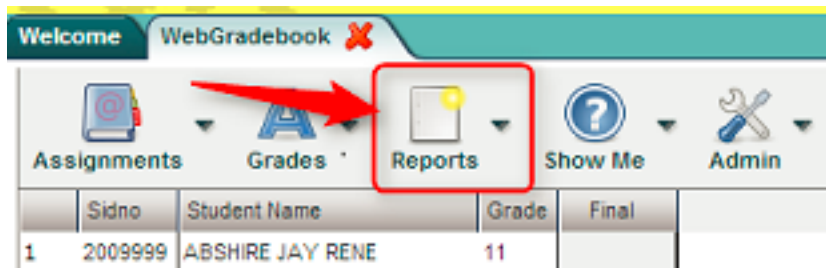 Welcome WebGradebook
Assignments Grades Reports Show Me Admin
Sidno Student Name Grade Final
1 2009999 ABSHIRE JAY RENE 11